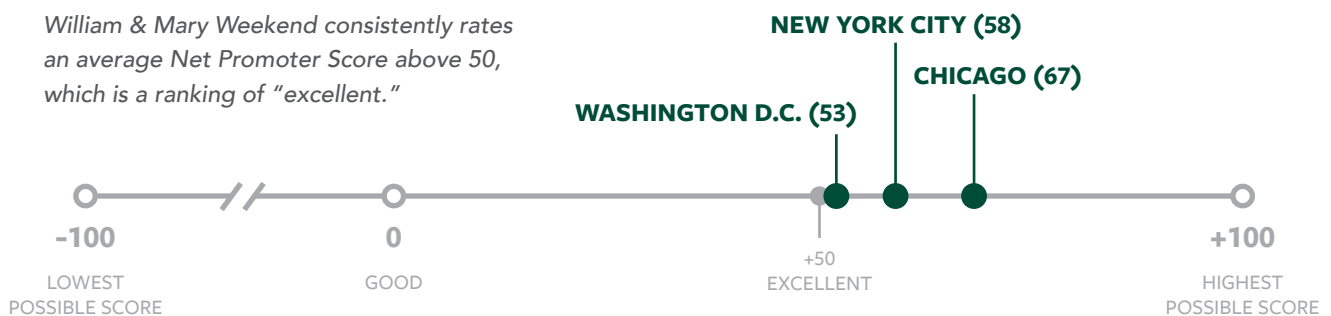 William & Mary Weekend consistently rates
an average Net Promoter Score above 50,
which is a ranking of “excellent.”
NEW YORK CITY (58)
CHICAGO (67)
WASHINGTON D.C. (53)
-100
LOWEST
POSSIBLE SCORE
0
GOOD
+50
EXCELLENT
+100
HIGHEST
POSSIBLE SCORE